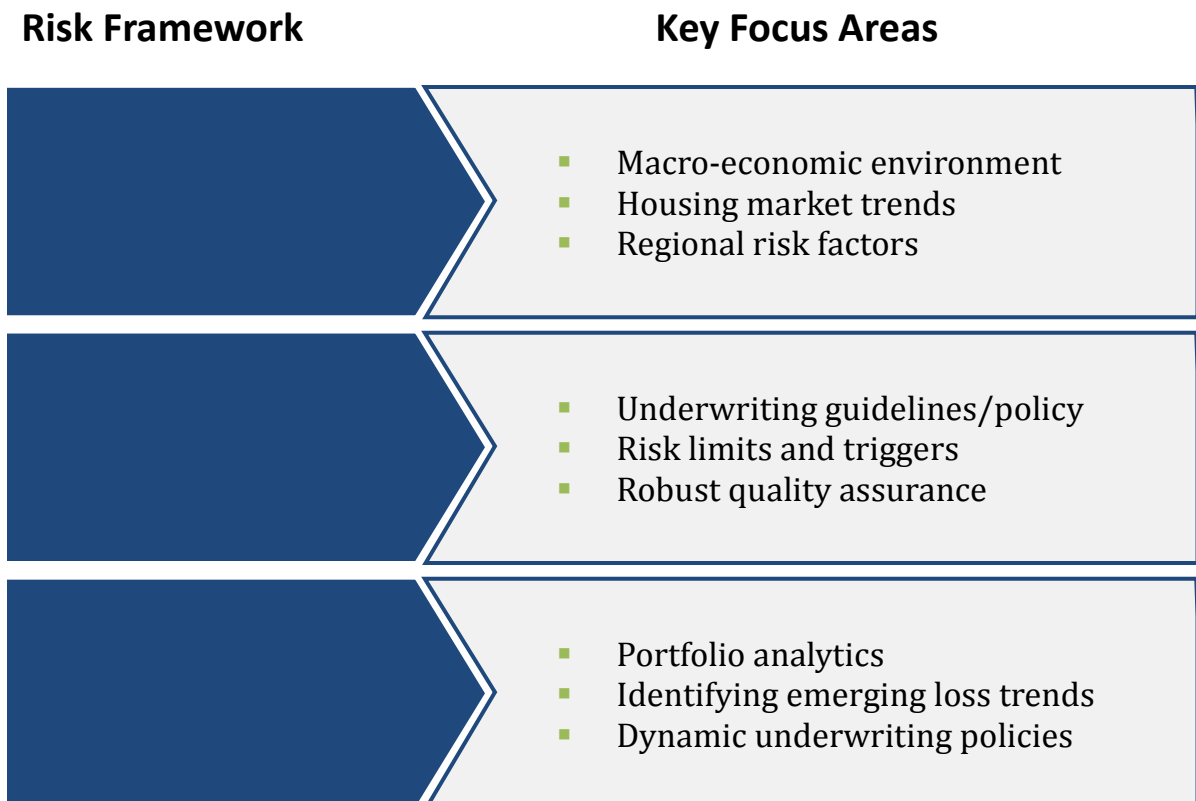 Risk Framework
Key Focus Areas
Macro-economic environment
Housing market trends
Regional risk factors
Underwriting guidelines/policy
Risk limits and triggers
Robust quality assurance
Portfolio analytics
Identifying emerging loss trends
Dynamic underwriting policies